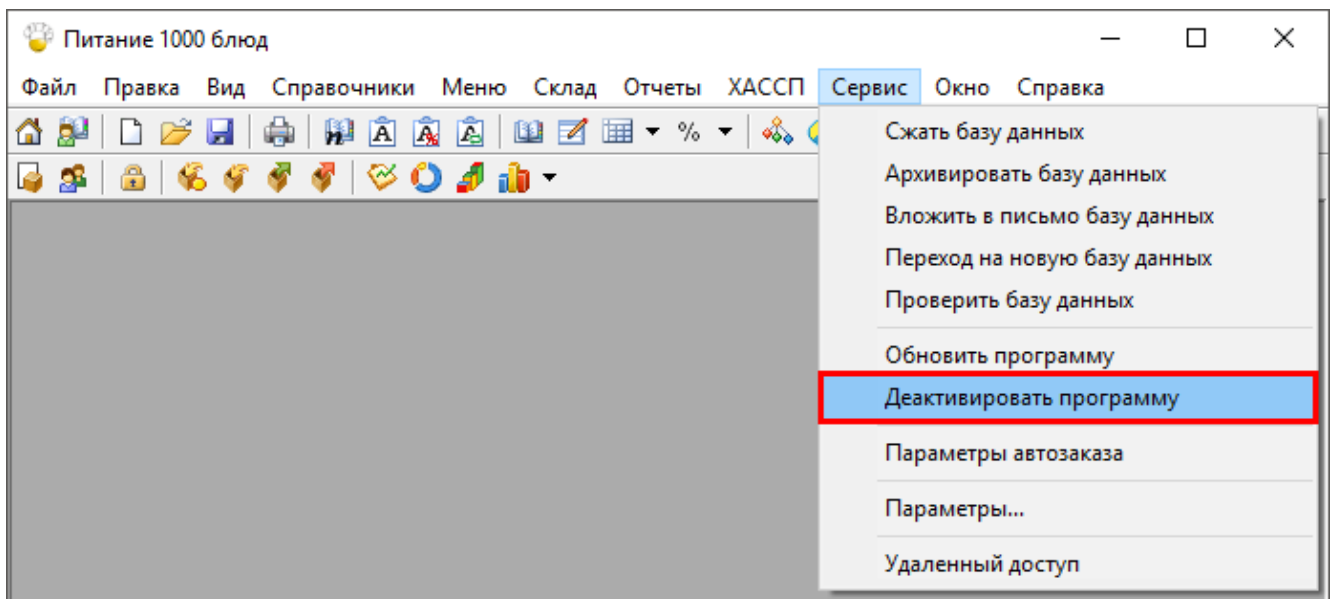 Питание 1000 блюд
Файл Правка Вид Справочники Меню Склад Отчеты ХАССП Сервис Окно Справка
%
Сжать базу данных
Архивировать базу данных
Вложить в письмо базу данных
Переход на новую базу данных
Проверить базу данных
Обновить программу
Деактивировать программу
Параметры автозаказа
Параметры...
Удаленный доступ